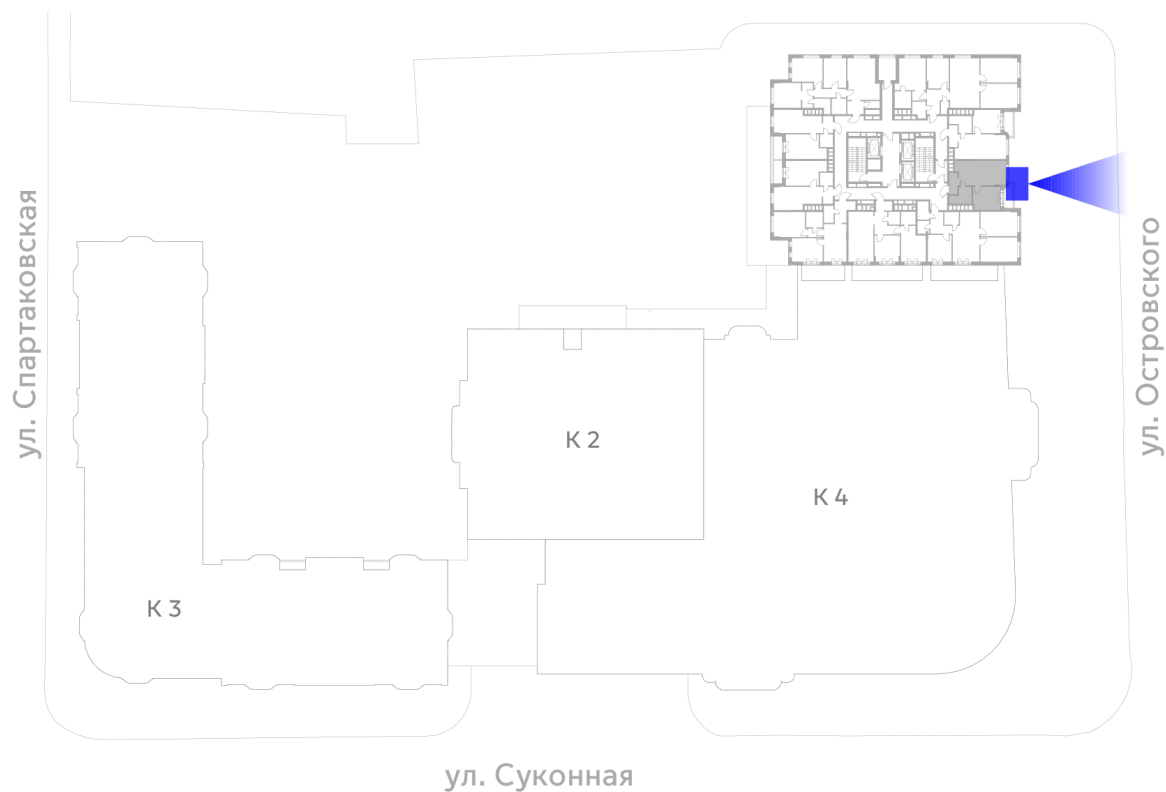 ул. Спартаковская
ул. Островского
К 2
К 4
К 3
ул. Суконная